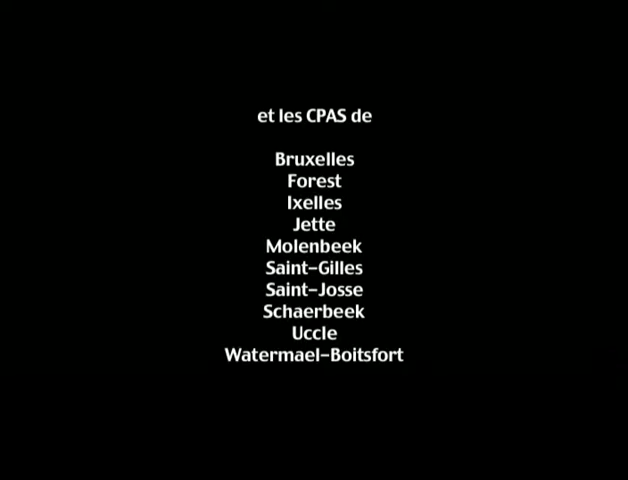 et les CPAS de
Bruxelles
Forest
Ixelles
Jette
Molenbeek
Saint-Gilles
Saint-Josse
Schaerbeek
Uccle
Watermael-Boitsfort